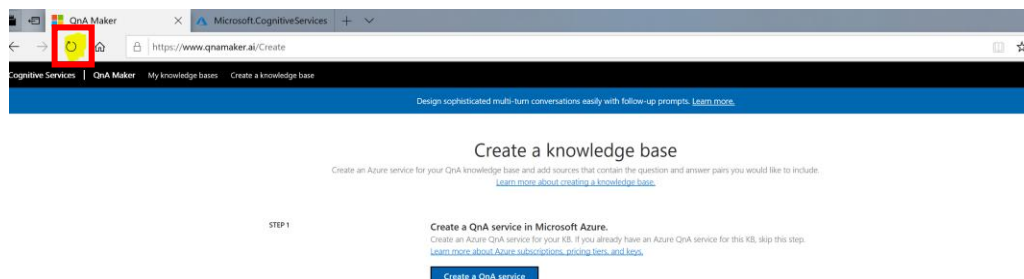 QnA Maker
Microsoft.CognitiveServices
https://www.qnamaker.ai/Create
Cognitive Services | QnA Maker My knowledge bases Create a knowledge base
Design sophisticated multi-turn conversations easily with follow-up prompts. Learn more.
Create a knowledge base
Create an Azure service for your QnA knowledge base and add sources that contain the question and answer pairs you would like to include.
Learn more about creating a knowledge base.
STEP 1
Create a QnA service in Microsoft Azure.
Create an Azure QnA service for your KB. If you already have an Azure QnA service for this KB, skip this step.
Learn more about Azure subscriptions, pricing tiers, and keys.
Create a QnA service